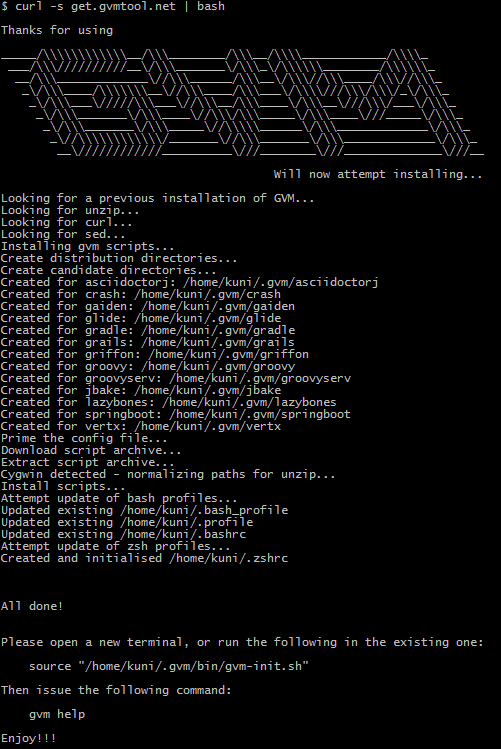 $ curl -s get.gvmtool.net | bash
Thanks for using
Will now attempt installing...
Looking for a previous installation of GVM...
Looking for unzip...
Looking for curl...
Looking for sed...
Installing gvm scripts...
Create distribution directories...
Create candidate directories...
Created for asciidoctorj: /home/kuni/.gvm/asciidoctorj
Created for crash: /home/kuni/.gvm/crash
Created for gaiden: /home/kuni/.gvm/gaiden
Created for glide: /home/kuni/.gvm/glide
Created for gradle: /home/kuni/.gvm/gradle
Created for grails: /home/kuni/.gvm/grails
Created for griffon: /home/kuni/.gvm/griffon
Created for groovy: /home/kuni/.gvm/groovy
Created for groovyserv: /home/kuni/.gvm/groovyserv
Created for jbake: /home/kuni/.gvm/jbake
Created for lazybones: /home/kuni/.gvm/lazybones
Created for springboot: /home/kuni/.gvm/springboot
Created for vertx: /home/kuni/.gvm/vertx
Prime the config file...
Download script archive...
Extract script archive...
Cygwin detected - normalizing paths for unzip...
Install scripts...
Attempt update of bash profiles...
Updated existing /home/kuni/.bash_profile
Updated existing /home/kuni/.profile
Updated existing /home/kuni/.bashrc
Attempt update of zsh profiles...
Created and initialised /home/kuni/.zshrc
All done!
Please open a new terminal, or run the following in the existing one:
source "/home/kuni/.gvm/bin/gvm-init.sh"
Then issue the following command:
gvm help
Enjoy!!!